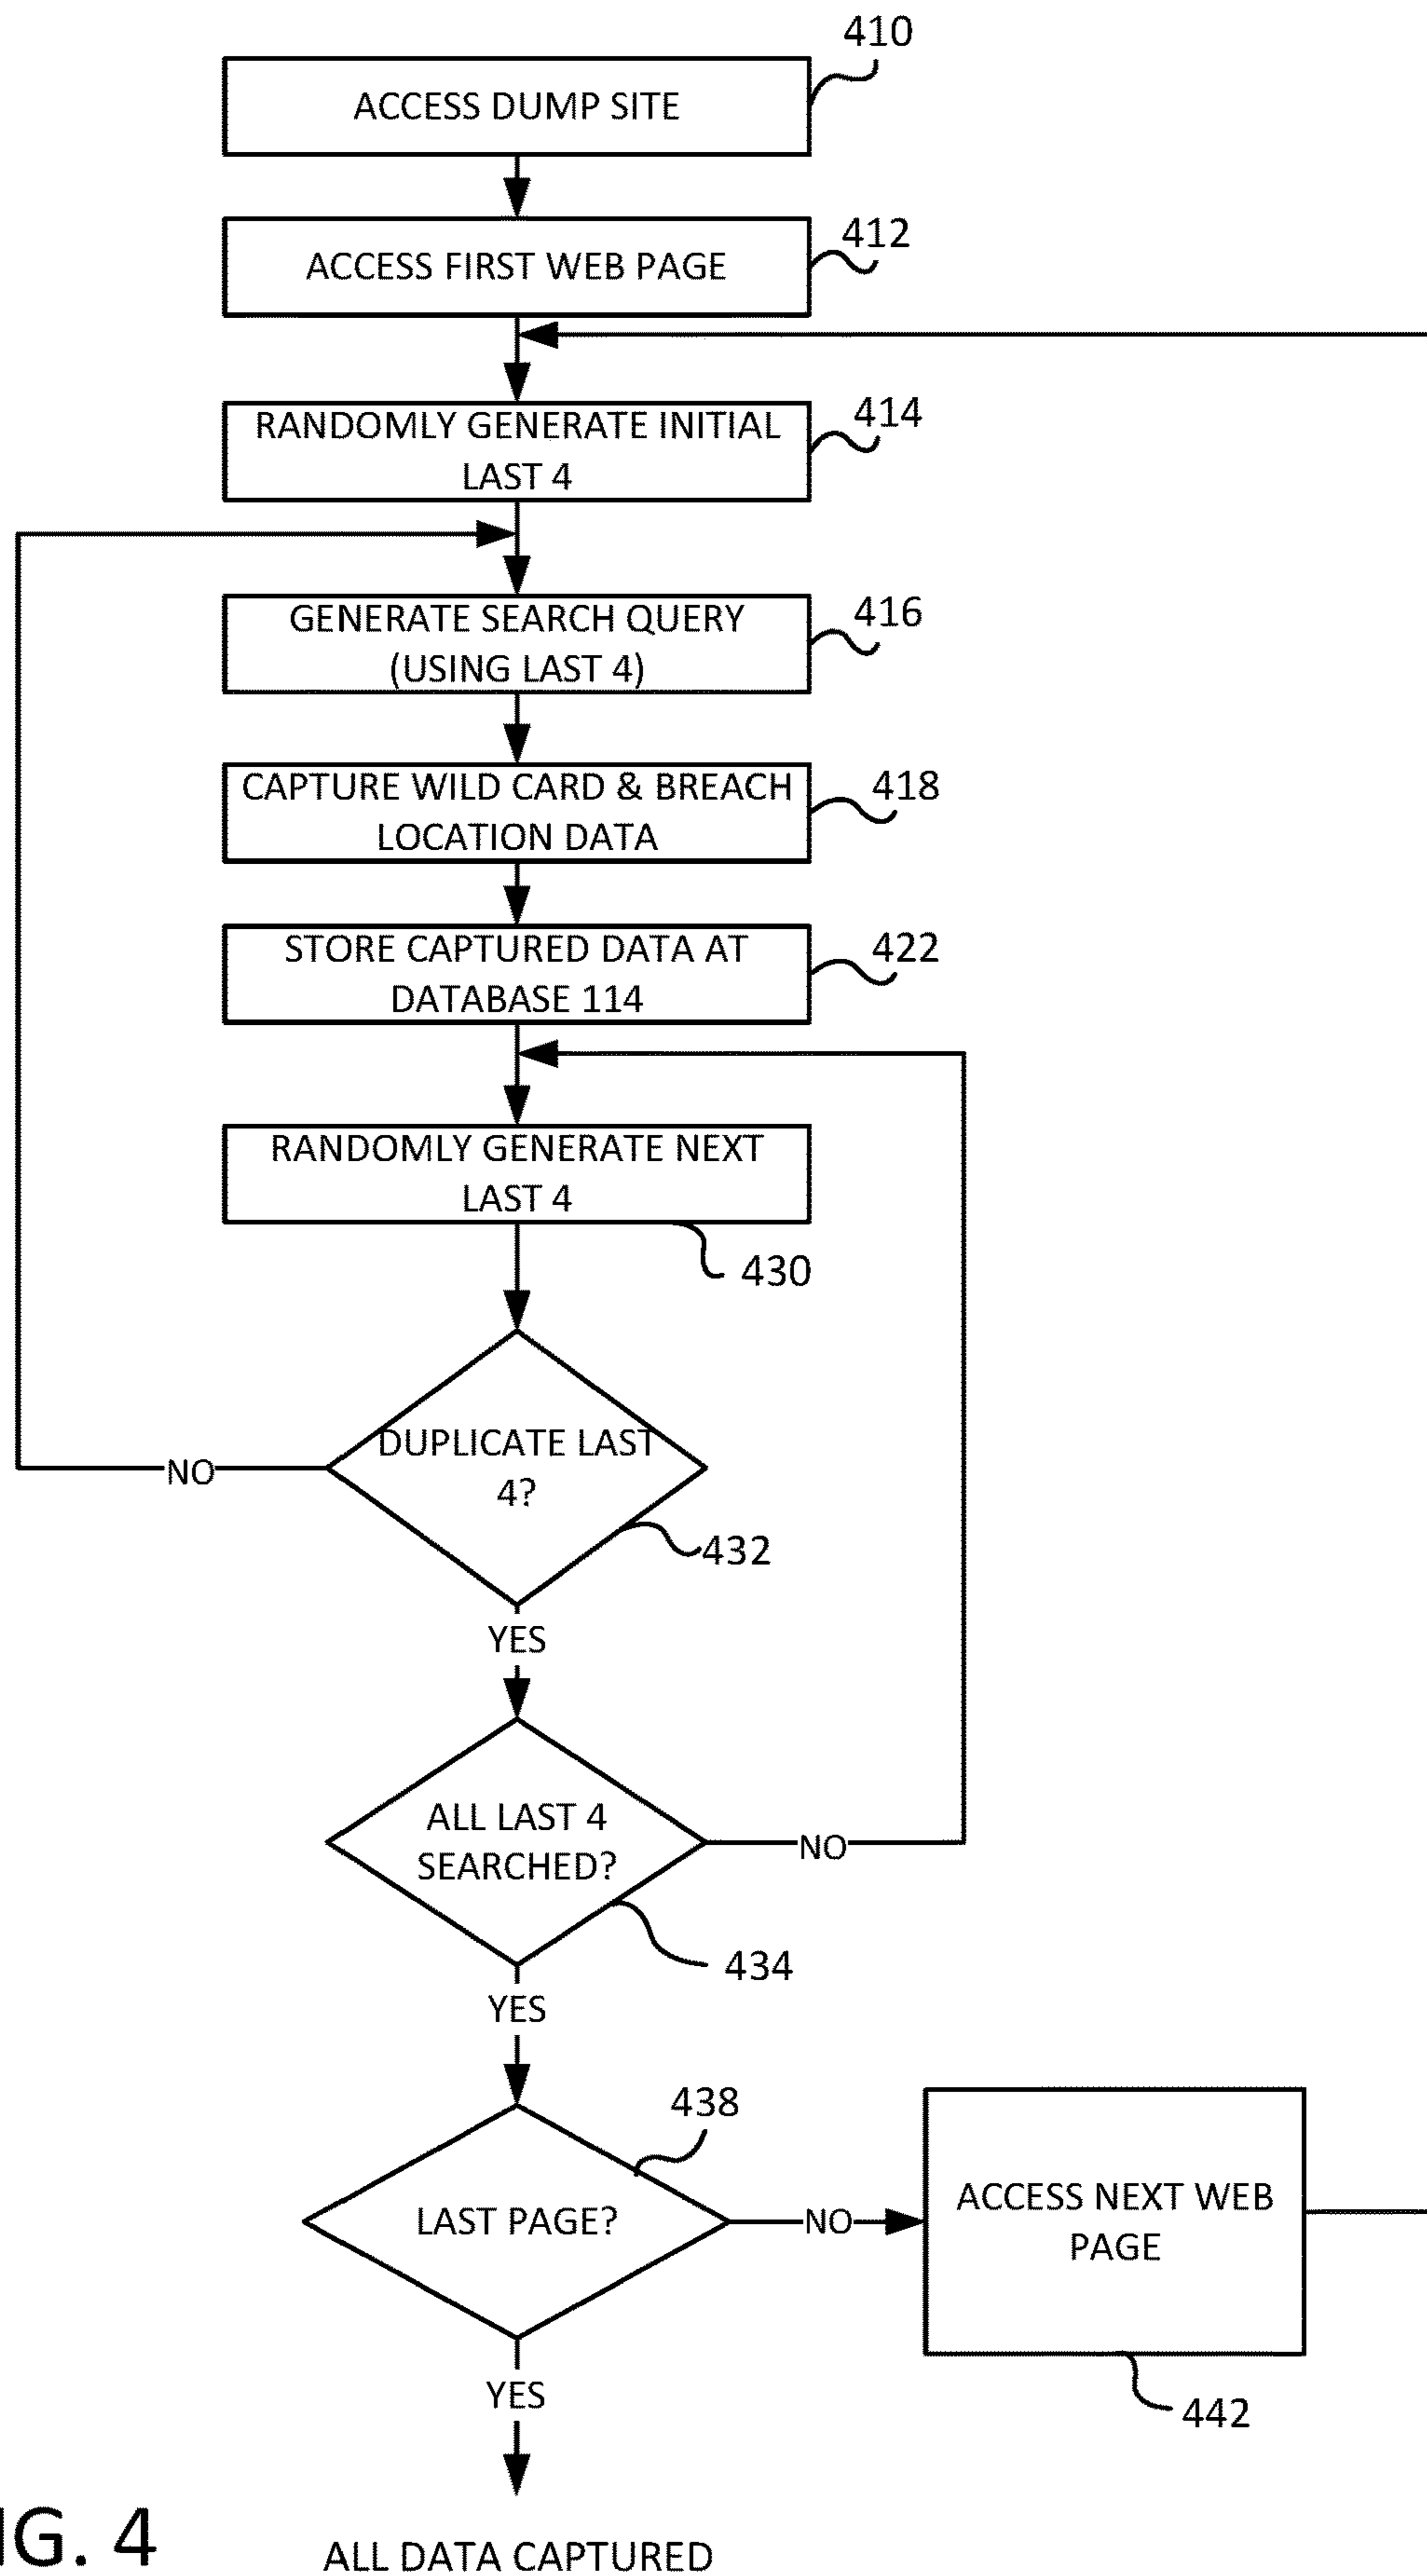 410
ACCESS DUMP SITE
412
ACCESS FIRST WEB PAGE
414
RANDOMLY GENERATE INITIAL
LAST 4
416
GENERATE SEARCH QUERY
(USING LAST 4)
418
CAPTURE WILD CARD & BREACH
LOCATION DATA
422
STORE CAPTURED DATA AT
DATABASE 114
RANDOMLY GENERATE NEXT
LAST 4
430
DUPLICATE LAST
4?
NO
432
YES
ALL LAST 4
SEARCHED?
NO
434
YES
438
LAST PAGE?
NO
ACCESS NEXT WEB
PAGE
442
YES
IG. 4
ALL DATA CAPTURED